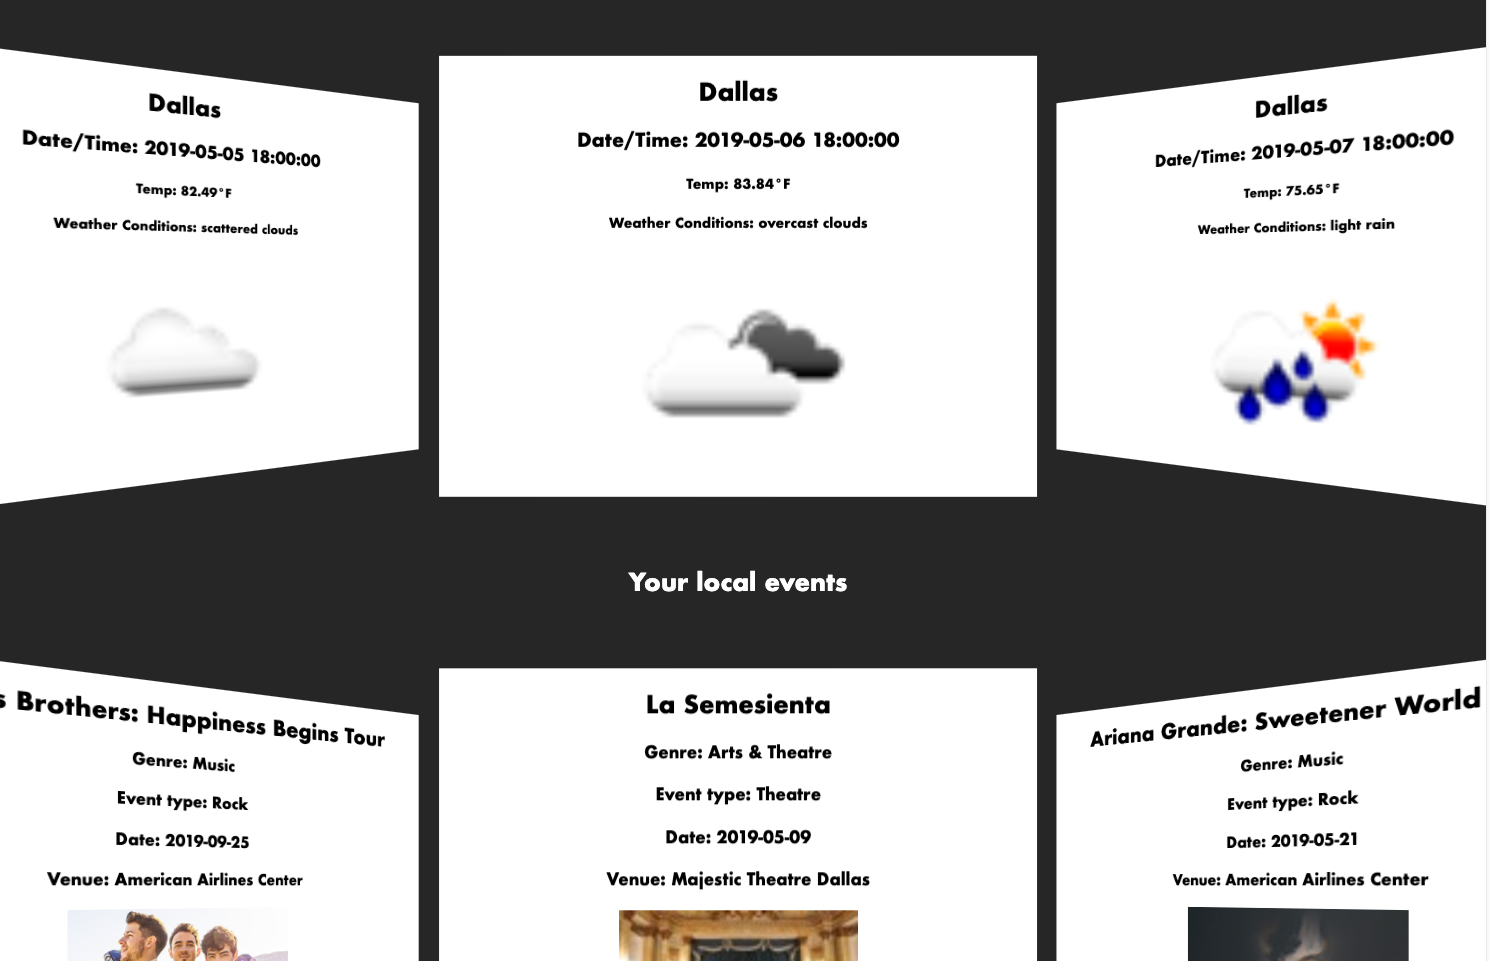 Dallas
Date/Time: 2019-05-05 18:00:00
Temp: 82.49°F
Weather Conditions: scattered clouds
Dallas
Date/Time: 2019-05-06 18:00:00
Temp: 83.84°F
Weather Conditions: overcast clouds
Dallas
Date/Time: 2019-05-07 18:00:00
Temp: 75.65°F
Weather Conditions: light rain
Your local events
s Brothers: Happiness Begins Tour
Genre: Music
Event type: Rock
Date: 2019-09-25
Venue: American Airlines Center
La Semesienta
Genre: Arts & Theatre
Event type: Theatre
Date: 2019-05-09
Venue: Majestic Theatre Dallas
Ariana Grande: Sweetener World
Genre: Music
Event type: Rock
Date: 2019-05-21
Venue: American Airlines Center